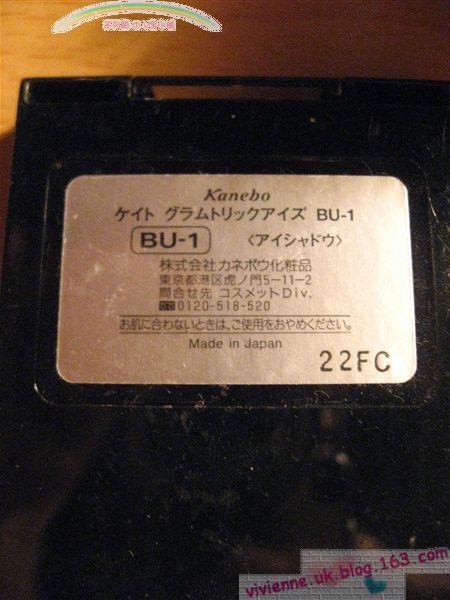 Kanebo
ケイト グラムトリックアイズ BU-1
BU-1 〈アイシャドウ〉
株式会社カネボウ化粧品
東京都港区虎ノ門5-11-2
問合せ先 コスメットDiv.
0120-518-520
お肌に合わないときは、ご使用をおやめください。
Made in Japan
22FC
vivienne.uk.blog.163.com